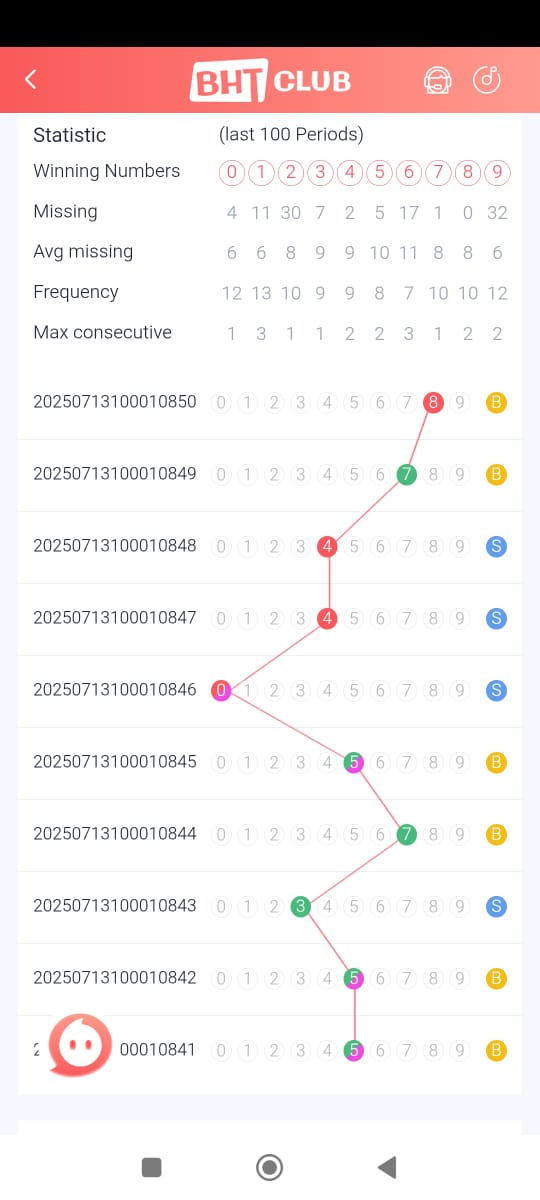 BHT CLUB
Statistic (last 100 Periods)
Winning Numbers 0 1 2 3 4 5 6 7 8 9
Missing 4 11 30 7 2 5 17 1 0 32
Avg missing 6 6 8 9 9 10 11 8 8 6
Frequency 12 13 10 9 9 8 7 10 10 12
Max consecutive 1 3 1 1 2 2 3 1 2 2
20250713100010850 0 1 2 3 4 5 6 7 8 9 B
20250713100010849 0 1 2 3 4 5 6 7 8 9 B
20250713100010848 0 1 2 3 4 5 6 7 8 9 S
20250713100010847 0 1 2 3 4 5 6 7 8 9 S
20250713100010846 0 1 2 3 4 5 6 7 8 9 S
20250713100010845 0 1 2 3 4 5 6 7 8 9 B
20250713100010844 0 1 2 3 4 5 6 7 8 9 B
20250713100010843 0 1 2 3 4 5 6 7 8 9 S
20250713100010842 0 1 2 3 4 5 6 7 8 9 B
00010841 0 1 2 3 4 5 6 7 8 9 B